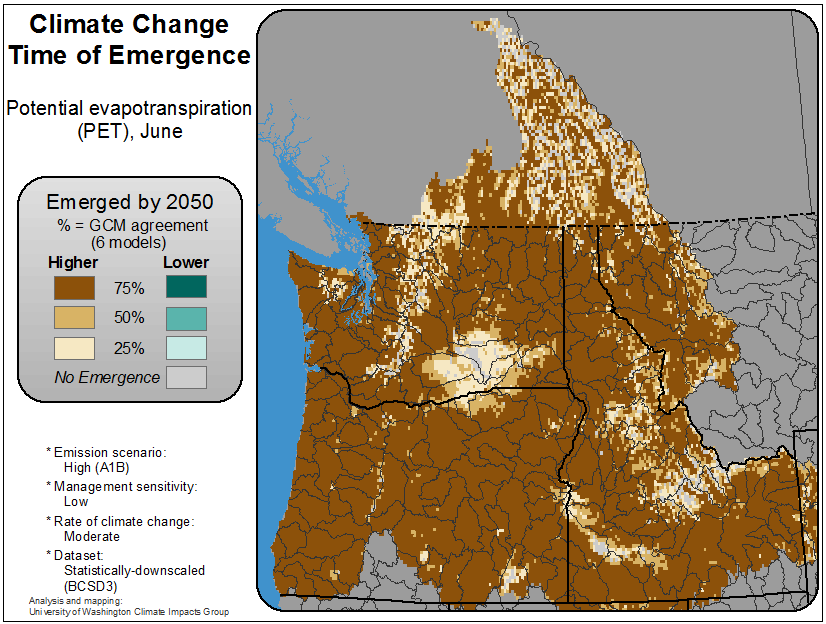 Climate Change
Time of Emergence
Potential evapotranspiration
(PET), June
Emerged by 2050
% = GCM agreement
(6 models)
Higher Lower
75%
50%
25%
No Emergence
* Emission scenario:
High (A1B)
* Management sensitivity:
Low
* Rate of climate change:
Moderate
* Dataset:
Statistically-downscaled
(BCSD3)
Analysis and mapping:
University of Washington Climate Impacts Group